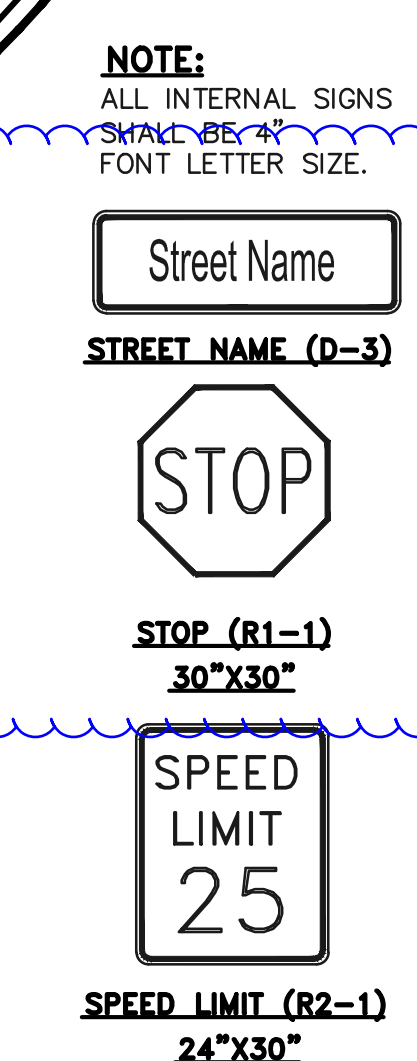 NOTE:
ALL INTERNAL SIGNS
SHALL BE 4”
FONT LETTER SIZE.
Street Name
STREET NAME (D-3)
STOP
STOP (R1-1)
30”X30”
SPEED
LIMIT
25
SPEED LIMIT (R2-1)
24”X30”